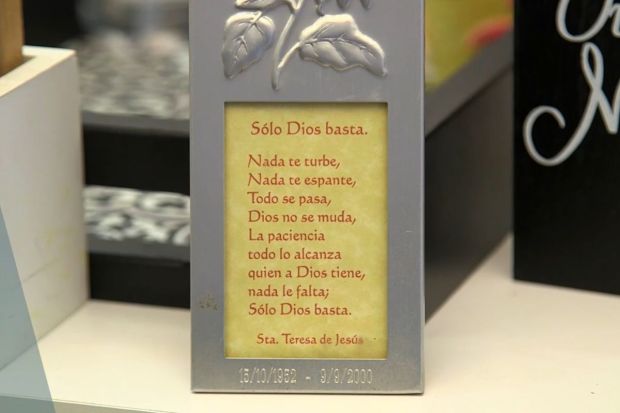 Sólo Dios basta.
Nada te turbe,
Nada te espante,
Todo se pasa,
Dios no se muda,
La paciencia
todo lo alcanza
quien a Dios tiene,
nada le falta;
Sólo Dios basta.
Sta. Teresa de Jesús
15/10/1952 - 9/9/2000